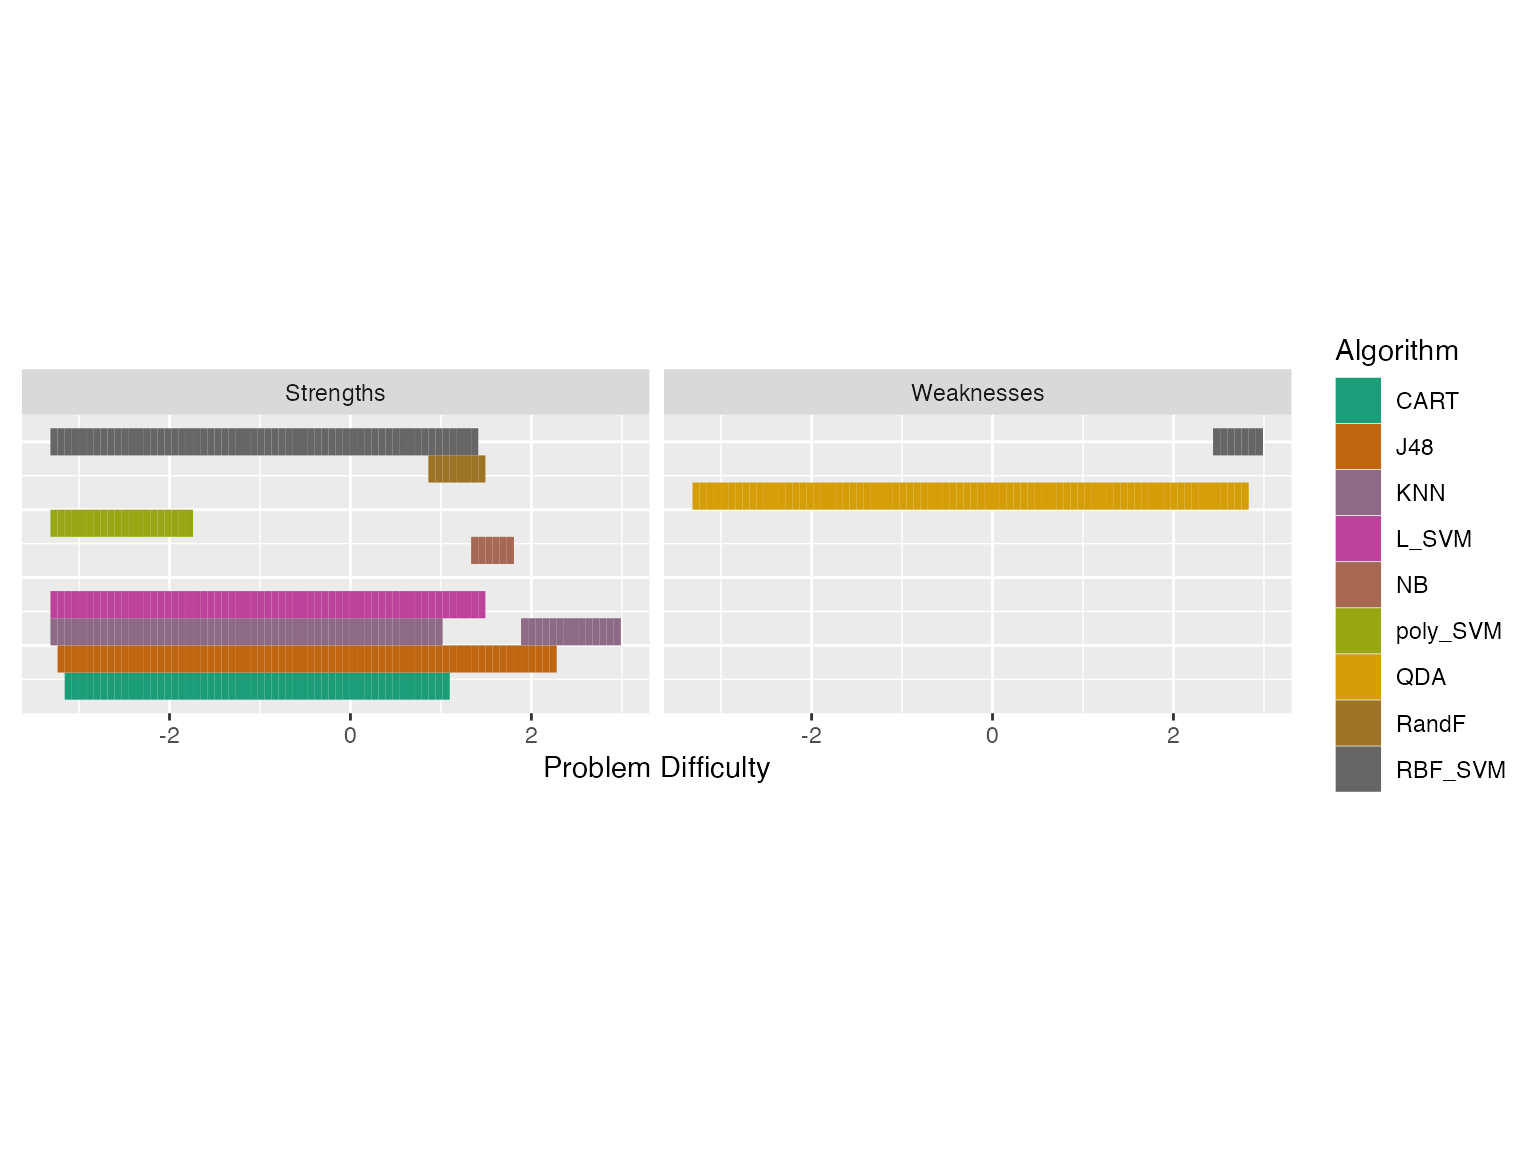 Strengths
Weaknesses
-2 0 2
-2 0 2
Problem Difficulty
Algorithm
CART
J48
KNN
L_SVM
NB
poly_SVM
QDA
RandF
RBF_SVM